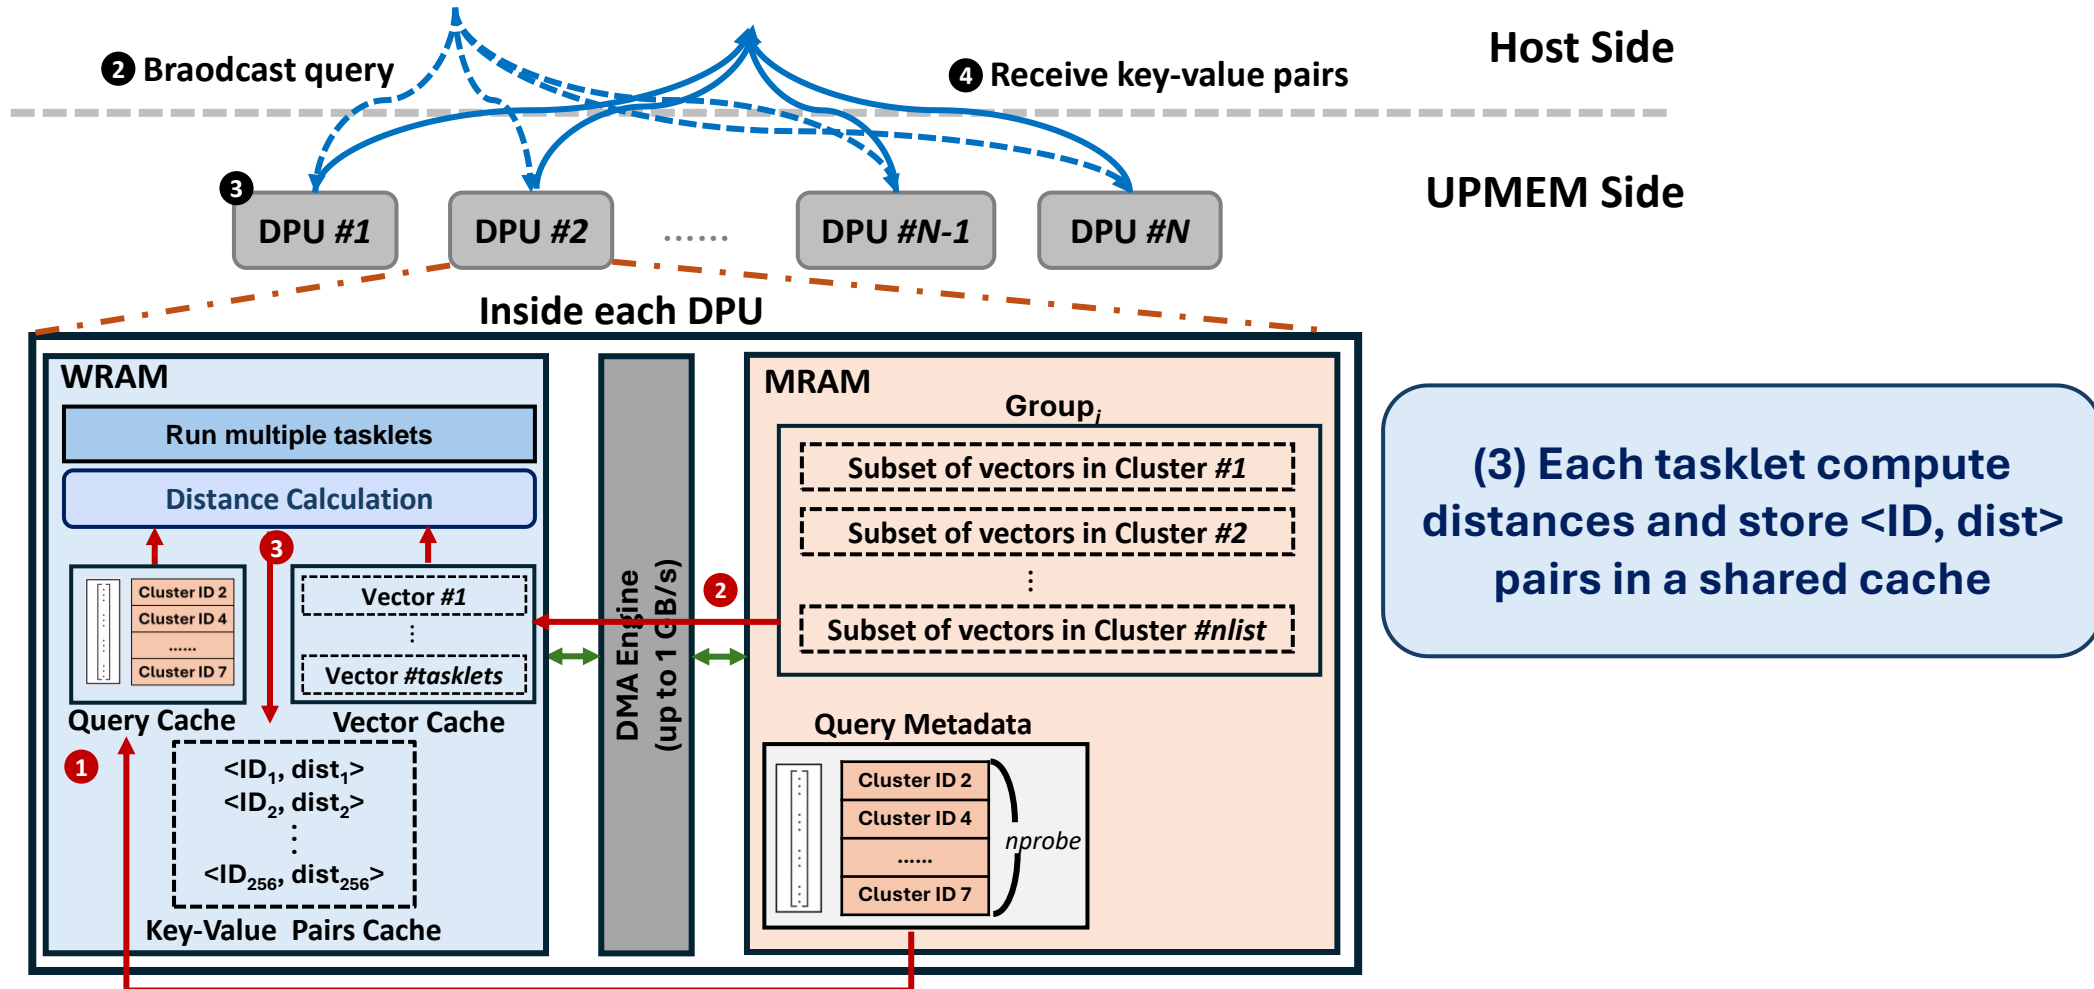 Host Side
2 Braodcast query
4 Receive key-value pairs
UPMEM Side
3
DPU #1
DPU #2
......
DPU #N-1
DPU #N
Inside each DPU
WRAM
Run multiple tasklets
Distance Calculation
3
Cluster ID 2
Cluster ID 4
......
Cluster ID 7
Query Cache
Vector #1
⋮
Vector #tasklets
Vector Cache
1
<ID1, dist1>
<ID2, dist2>
⋮
<ID256, dist256>
Key-Value Pairs Cache
DMA Engine
(up to 1 GB/s)
2
MRAM
Groupi
Subset of vectors in Cluster #1
Subset of vectors in Cluster #2
⋮
Subset of vectors in Cluster #nlist
Query Metadata
Cluster ID 2
Cluster ID 4
......
Cluster ID 7
nprobe
(3) Each tasklet compute
distances and store <ID, dist>
pairs in a shared cache